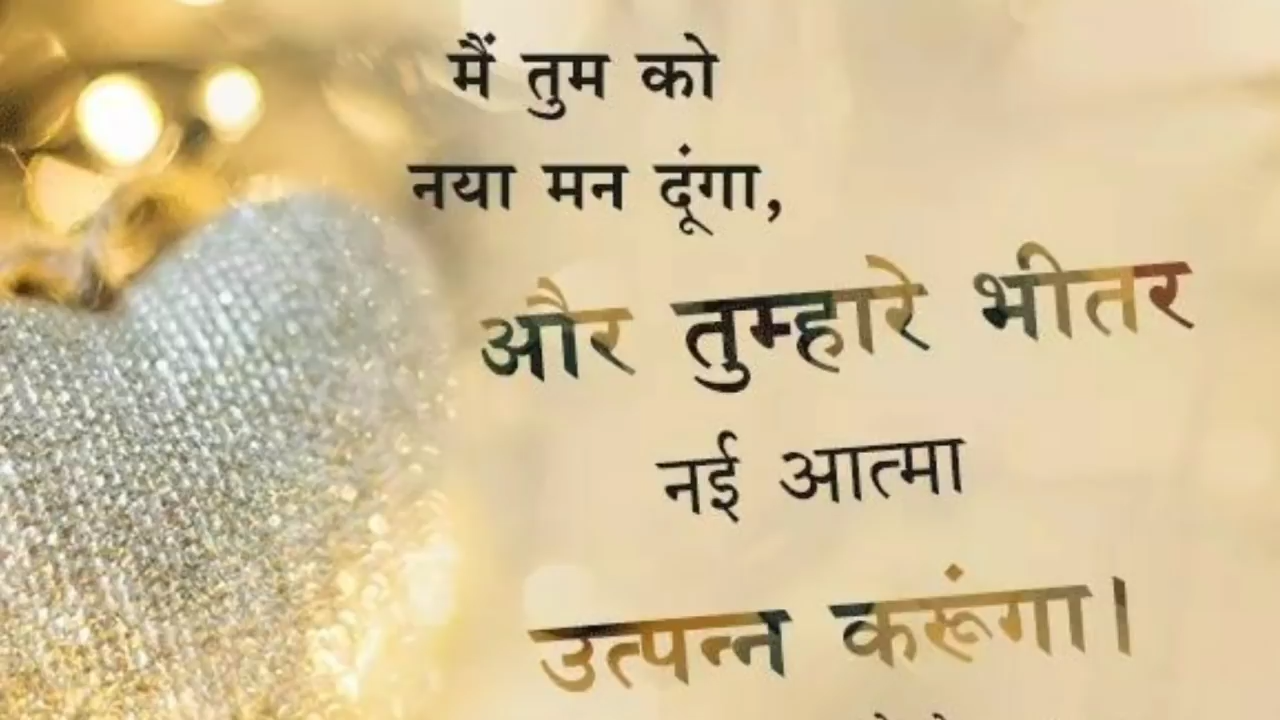 मैं तुम को
नया मन दूंगा,
और तुम्हारे भीतर
नई आत्मा
उत्पन्न करूंगा।